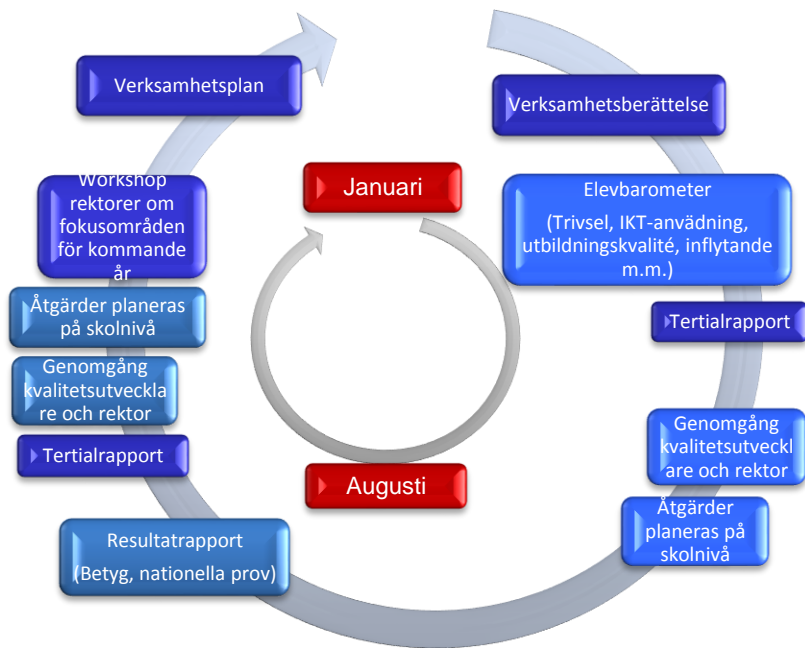 Verksamhetsplan
Verksamhetsberättelse
Januari
Workshop
rektorer om
fokusområden
för kommande
år
Elevbarometer
(Trivsel, IKT-anvädning,
utbildningskvalité, inflytande
m.m.)
Åtgärder planeras
på skolnivå
Tertialrapport
Genomgång
kvalitetsutveckla
re och rektor
Tertialrapport
Genomgång
kvalitetsutveckl
are och rektor
Augusti
Åtgärder
planeras på
skolnivå
Resultatrapport
(Betyg, nationella prov)